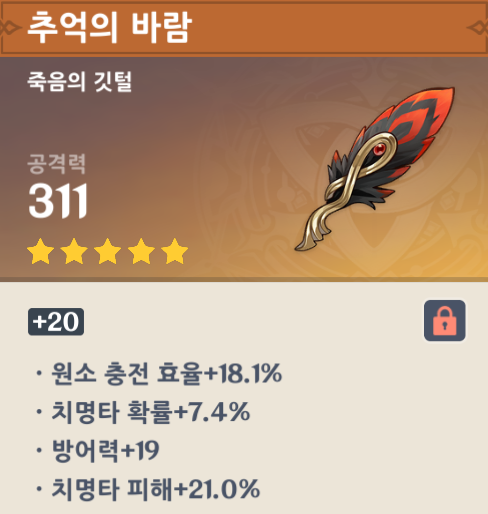 추억의 바람
죽음의 깃털
공격력
311
+20
· 원소 충전 효율+18.1%
· 치명타 확률+7.4%
· 방어력+19
· 치명타 피해+21.0%